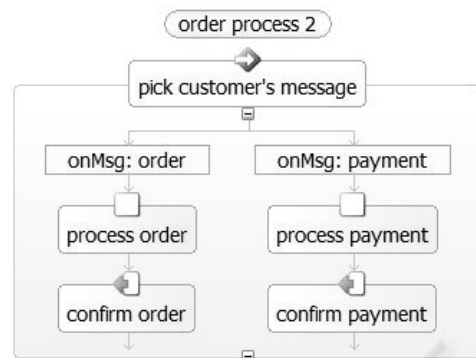 order process 2
pick customer's message
onMsg: order
onMsg: payment
process order
process payment
confirm order
confirm payment